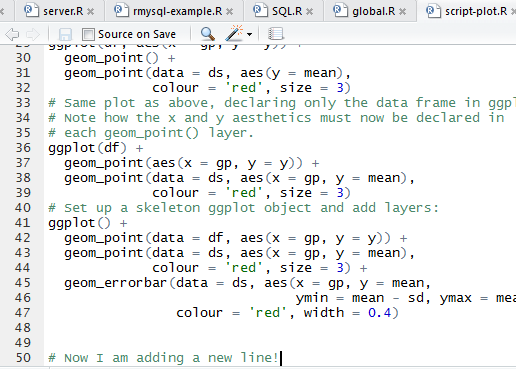 server.R rmysql-example.R SQL.R global.R script-plot.R
Source on Save
30 geom_point() +
31 geom_point(data = ds, aes(y = mean),
32 colour = 'red', size = 3)
33 # Same plot as above, declaring only the data frame in ggpl
34 # Note how the x and y aesthetics must now be declared in
35 # each geom_point() layer.
36 ggplot(df) +
37 geom_point(aes(x = gp, y = y)) +
38 geom_point(data = ds, aes(x = gp, y = mean),
39 colour = 'red', size = 3)
40 # Set up a skeleton ggplot object and add layers:
41 ggplot() +
42 geom_point(data = df, aes(x = gp, y = y)) +
43 geom_point(data = ds, aes(x = gp, y = mean),
44 colour = 'red', size = 3) +
45 geom_errorbar(data = ds, aes(x = gp, y = mean,
46 ymin = mean - sd, ymax = mea
47 colour = 'red', width = 0.4)
48
49
50 # Now I am adding a new line!